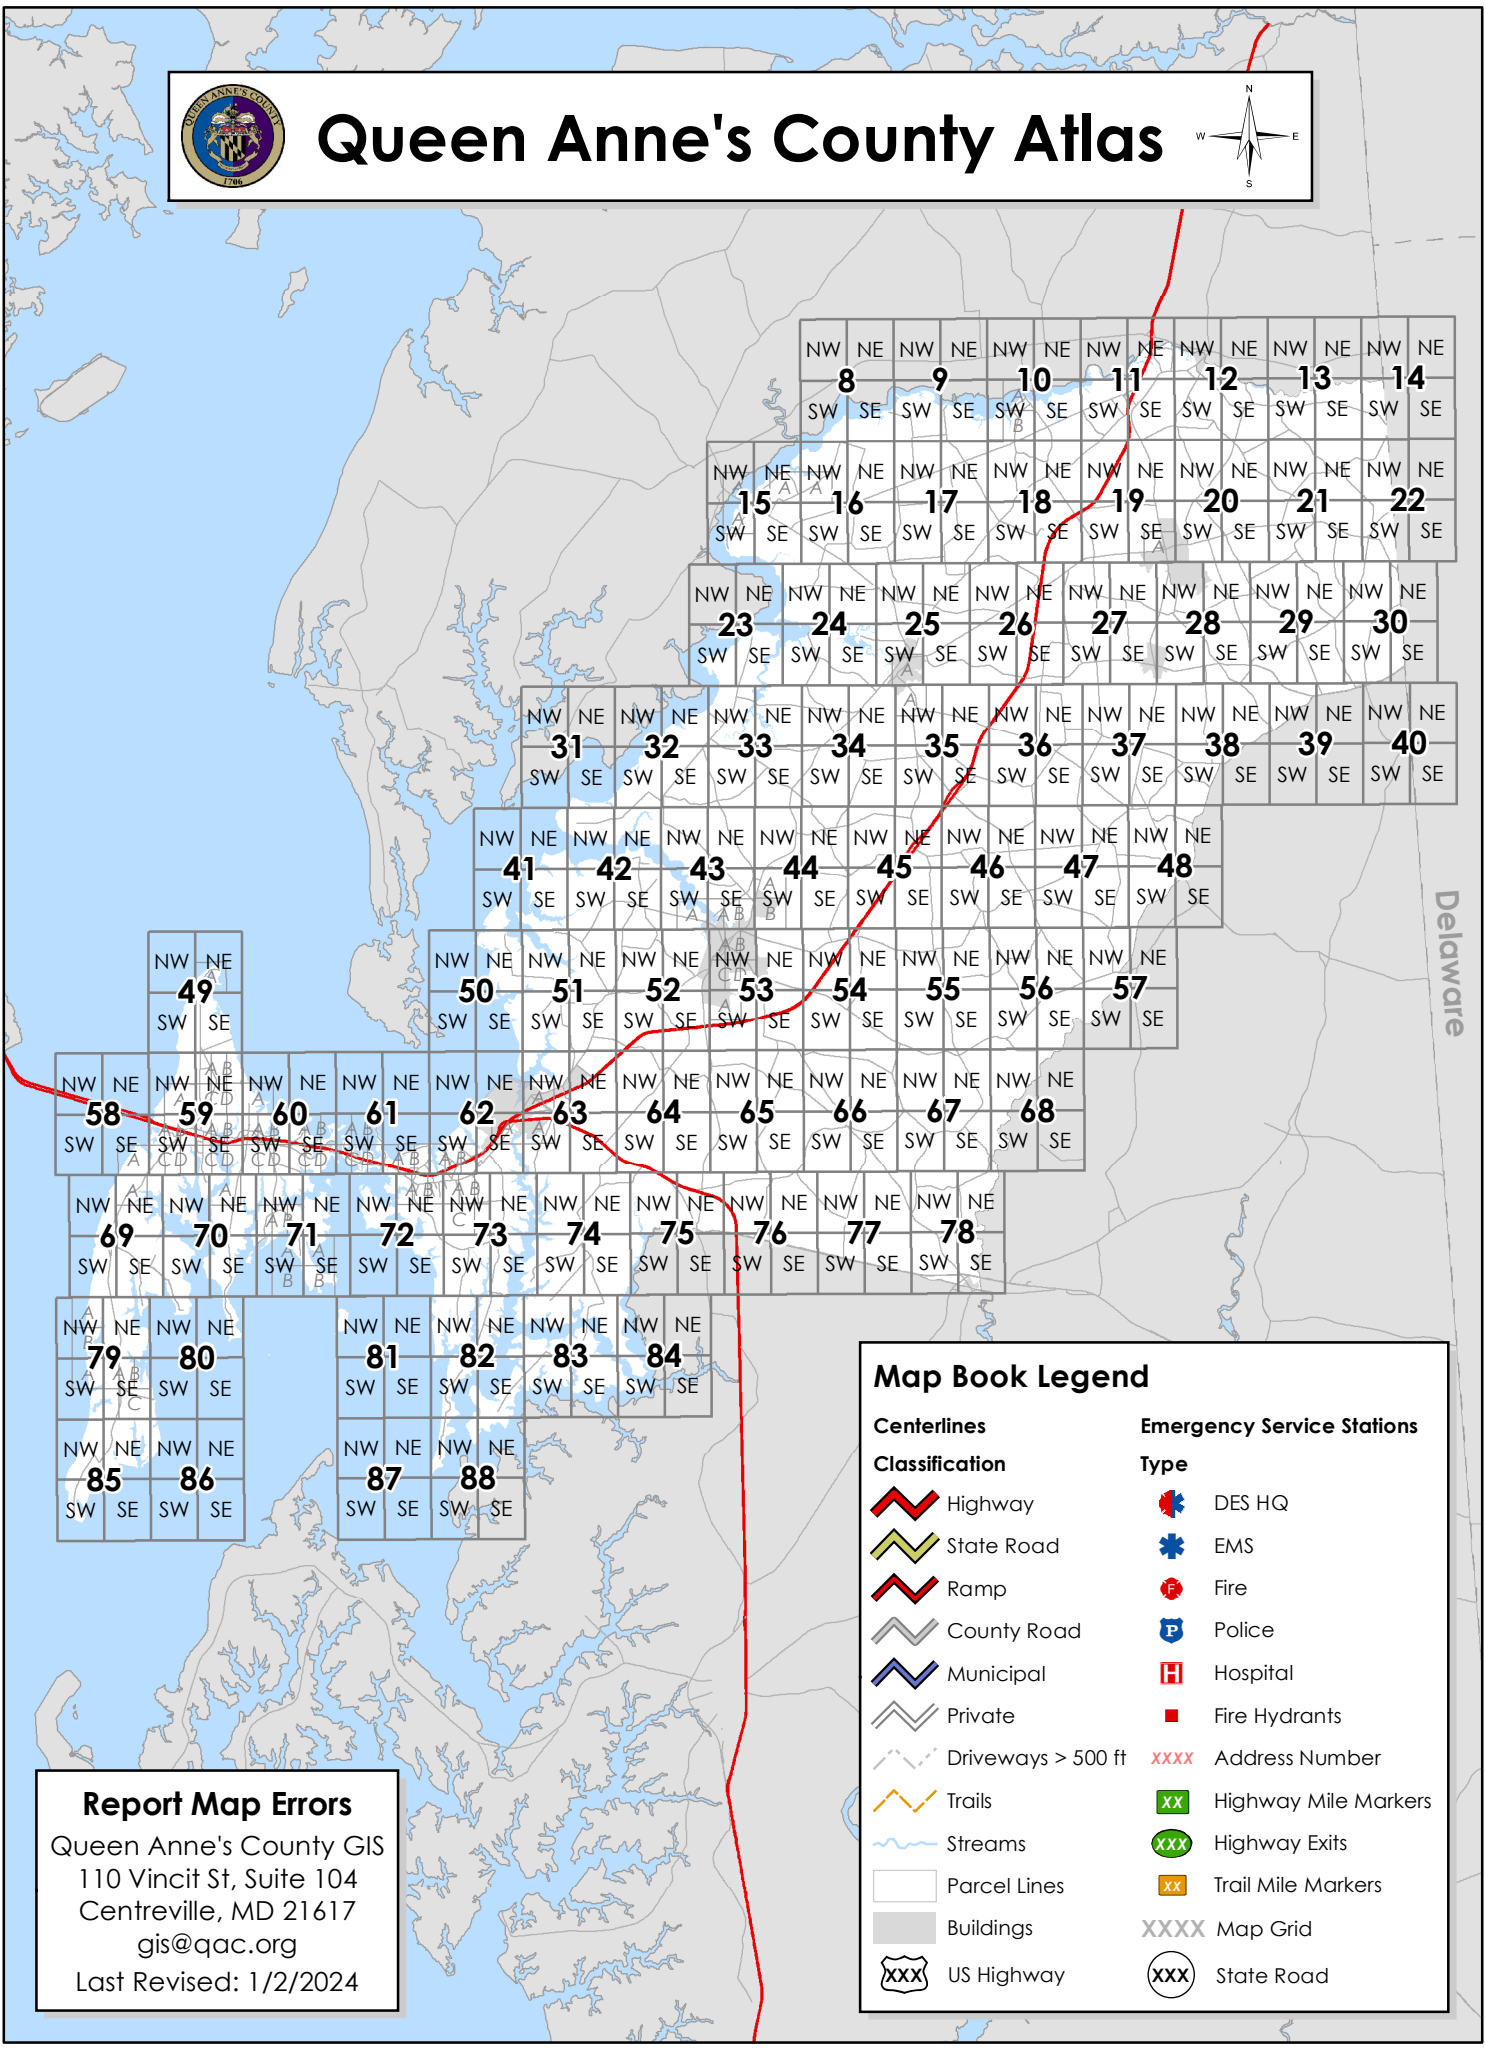 QUEEN ANNE'S COUNTY
1706
Queen Anne's County Atlas
N
W E
S
NW NE NW NE NW NE NW NE NW NE NW NE NW NE
8 9 10 11 12 13 14
SW SE SW SE SW SE SW SE SW SE SW SE SW SE
B
NW NE NW NE NW NE NW NE NW NE NW NE NW NE NW NE
A A
15 16 17 18 19 20 21 22
A
SW SE SW SE SW SE SW SE SW SE SW SE SW SE SW SE
A
NW NE NW NE NW NE NW NE NW NE NW NE NW NE NW NE
23 24 25 26 27 28 29 30
SW SE SW SE SW SE SW SE SW SE SW SE SW SE SW SE
A
A
NW NE NW NE NW NE NW NE NW NE NW NE NW NE NW NE NW NE NW NE
31 32 33 34 35 36 37 38 39 40
SW SE SW SE SW SE SW SE SW SE SW SE SW SE SW SE SW SE SW SE
NW NE NW NE NW NE NW NE NW NE NW NE NW NE NW NE
41 42 43 44 45 46 47 48
A
SW SE SW SE SW SE SW SE SW SE SW SE SW SE SW SE
A A B B
Delaware
A B
NW NE NW NE NW NE NW NE NW NE NW NE NW NE NW NE NW NE
A C D
49 50 51 52 53 54 55 56 57
A
SW SE SW SE SW SE SW SE SW SE SW SE SW SE SW SE SW SE
A B
NW NE NW NE NW NE NW NE NW NE NW NE NW NE NW NE NW NE NW NE NW NE
A C D A A
58 59 60 61 62 63 64 65 66 67 68
A B A B A B A B A
SW SE SW SE SW SE SW SE SW SE SW SE SW SE SW SE SW SE SW SE SW SE
A C D C D C D C D C D A B A B
A A A B A B
NW NE NW NE NW NE NW NE NW NE NW NE NW NE NW NE NW NE NW NE
A B C
69 70 71 72 73 74 75 76 77 78
A A
SW SE SW SE SW SE SW SE SW SE SW SE SW SE SW SE SW SE SW SE
B B
A
NW NE NW NE NW NE NW NE NW NE NW NE
B
79 80 81 82 83 84
A A B
SW SE SW SE SW SE SW SE SW SE SW SE
C
NW NE NW NE NW NE NW NE
85 86 87 88
SW SE SW SE SW SE SW SE
Map Book Legend
Centerlines
Classification
Highway
State Road
Ramp
County Road
Municipal
Private
Driveways > 500 ft
Trails
Streams
Parcel Lines
Buildings
XXX US Highway
Emergency Service Stations
Type
DES HQ
EMS
F Fire
P Police
H Hospital
Fire Hydrants
XXXX Address Number
XX Highway Mile Markers
XXX Highway Exits
XX Trail Mile Markers
XXXX Map Grid
XXX State Road
Report Map Errors
Queen Anne's County GIS
110 Vincit St, Suite 104
Centreville, MD 21617
gis@qac.org
Last Revised: 1/2/2024